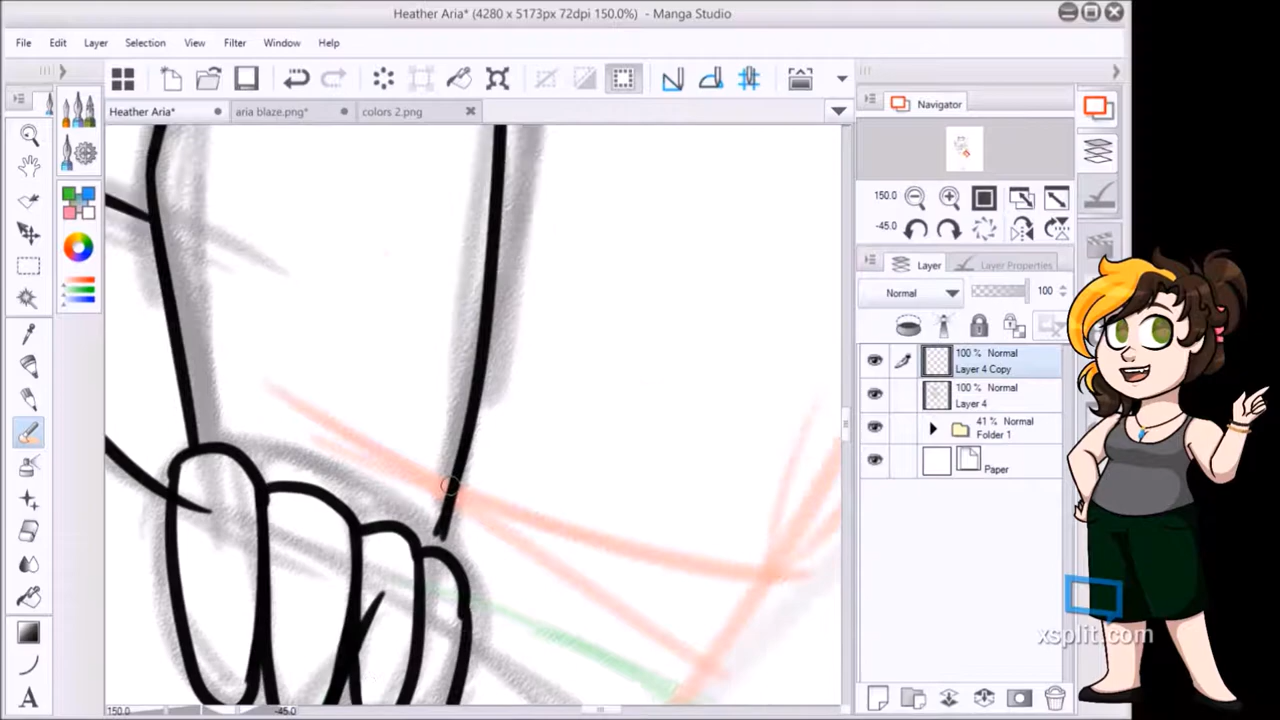 Heather Aria* (4280 x 5173px 72dpi 150.0%) - Manga Studio
File Edit Layer Selection View Filter Window Help
Heather Aria* aria blaze.png* colors 2.png
Navigator
150.0
-45.0
Layer Layer Properties
Normal 100
100 % Normal
Layer 4 Copy
100 % Normal
Layer 4
41 % Normal
Folder 1
Paper
A
xsplit.com
150.0 -45.0